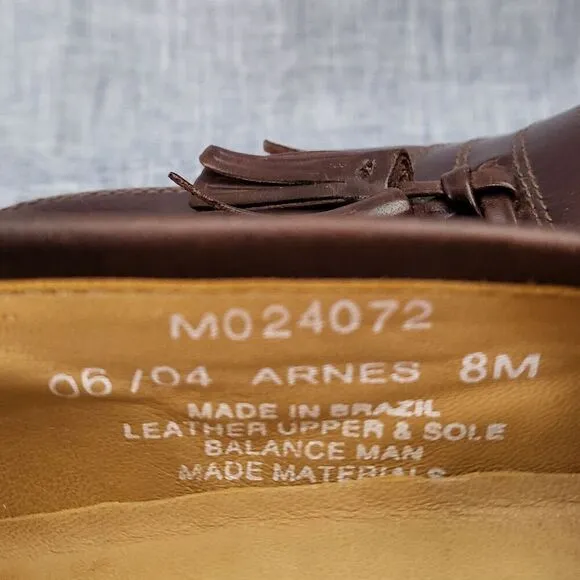 M024072
06/04 ARNES 8M
MADE IN BRAZIL
LEATHER UPPER & SOLE
BALANCE MAN
MADE MATERIALS